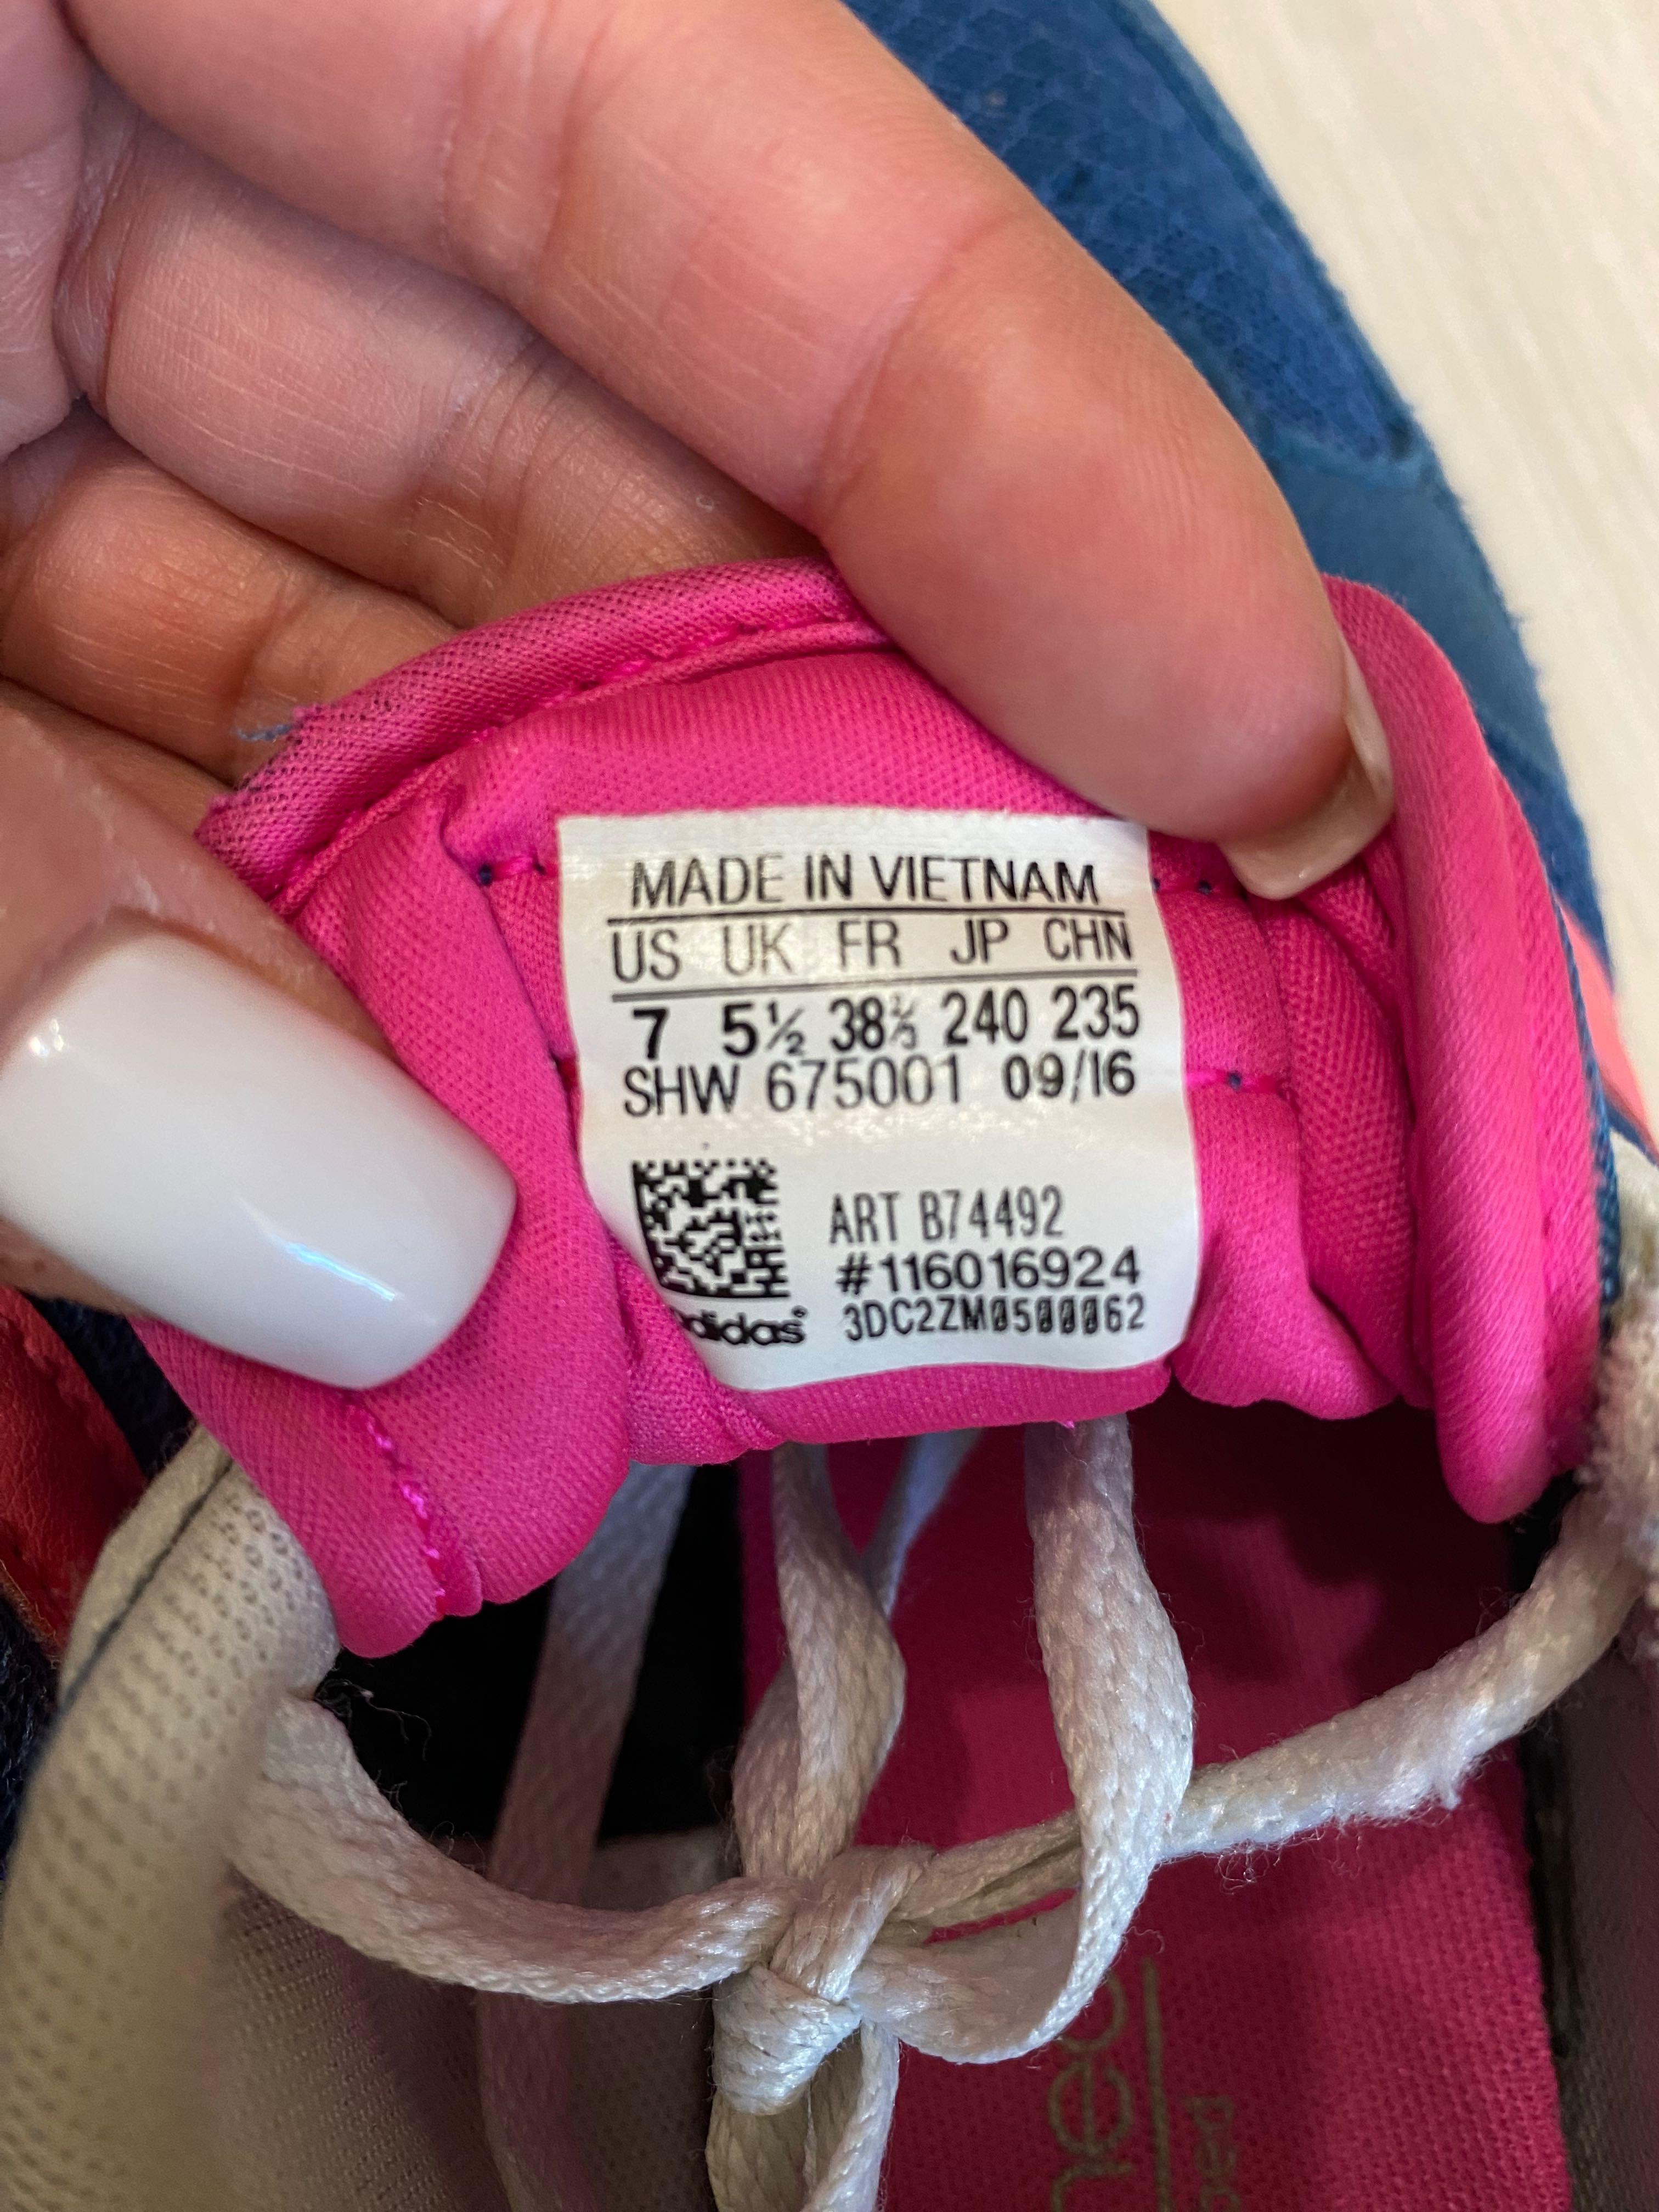 MADE IN VIETNAM
US UK FR JP CHN
7 5½ 38⅔ 240 235
SHW 675001 09/16
ART B74492
#116016924
adidas 3DC2ZM0500062
neo